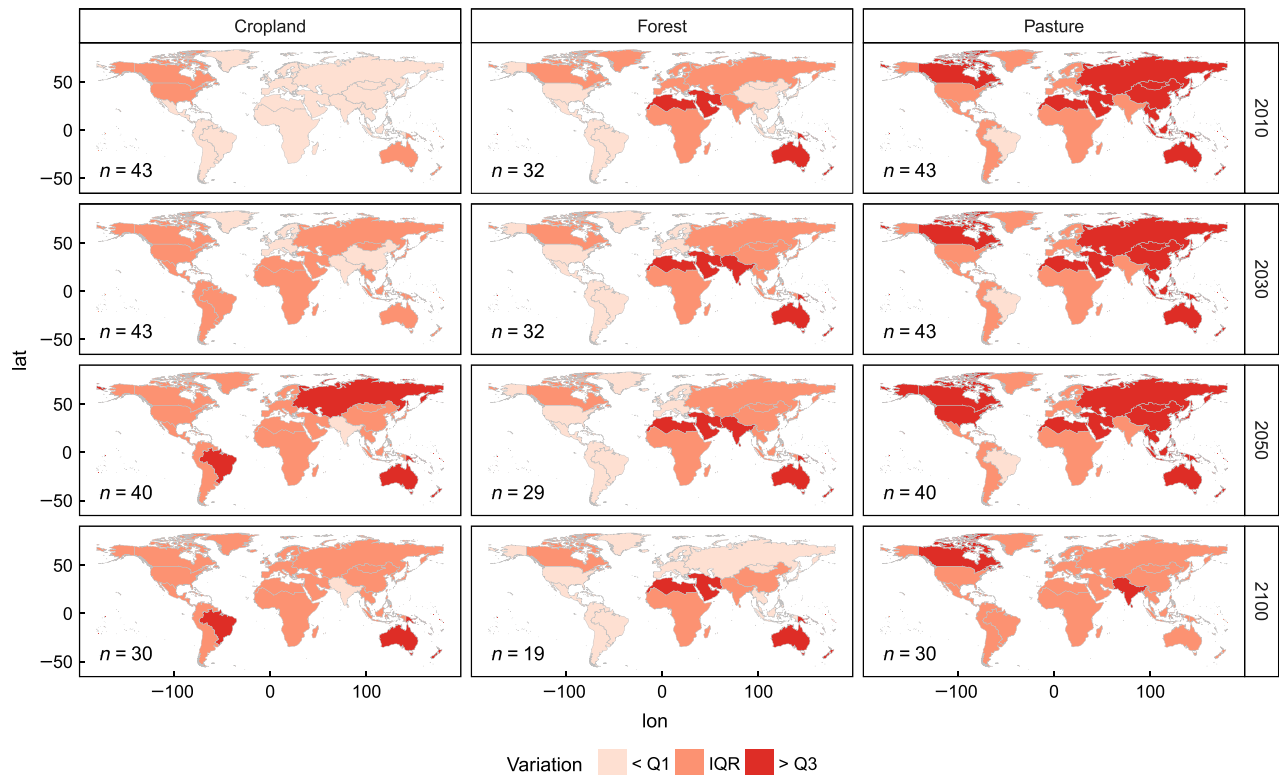 Cropland Forest Pasture
50
0
−50
n = 43 n = 32 n = 43
2010
50
0
−50
n = 43 n = 32 n = 43
2030
lat
50
0
−50
n = 40 n = 29 n = 40
2050
50
0
−50
n = 30 n = 19 n = 30
2100
−100 0 100 −100 0 100 −100 0 100
lon
Variation < Q1 IQR > Q3